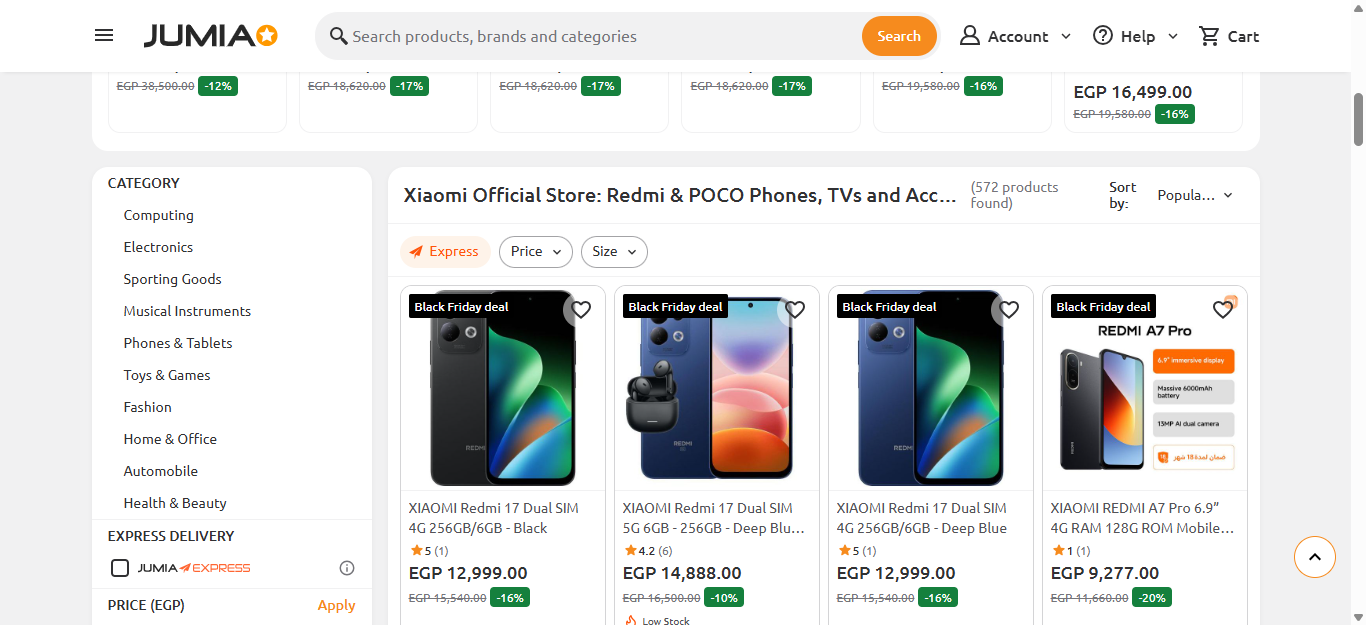 JUMIA
Search products, brands and categories
Search
Account
Help
Cart
EGP 38,500.00 -12%
EGP 18,620.00 -17%
EGP 18,620.00 -17%
EGP 18,620.00 -17%
EGP 19,580.00 -16%
EGP 16,499.00
EGP 19,580.00 -16%
CATEGORY
Computing
Electronics
Sporting Goods
Musical Instruments
Phones & Tablets
Toys & Games
Fashion
Home & Office
Automobile
Health & Beauty
EXPRESS DELIVERY
JUMIA EXPRESS
PRICE (EGP) Apply
Xiaomi Official Store: Redmi & POCO Phones, TVs and Acc...
(572 products
found)
Sort
by:
Popula...
Express
Price
Size
Black Friday deal
REDMI
XIAOMI Redmi 17 Dual SIM
4G 256GB/6GB - Black
5 (1)
EGP 12,999.00
EGP 15,540.00 -16%
Black Friday deal
REDMI
XIAOMI Redmi 17 Dual SIM
5G 6GB - 256GB - Deep Blu...
4.2 (6)
EGP 14,888.00
EGP 16,500.00 -10%
Low Stock
Black Friday deal
REDMI
XIAOMI Redmi 17 Dual SIM
4G 256GB/6GB - Deep Blue
5 (1)
EGP 12,999.00
EGP 15,540.00 -16%
Black Friday deal
REDMI A7 Pro
6.9" immersive display
Massive 6000mAh
battery
13MP AI dual camera
ضمان لمدة 18 شهر
REDMI
XIAOMI REDMI A7 Pro 6.9”
4G RAM 128G ROM Mobile...
1 (1)
EGP 9,277.00
EGP 11,660.00 -20%